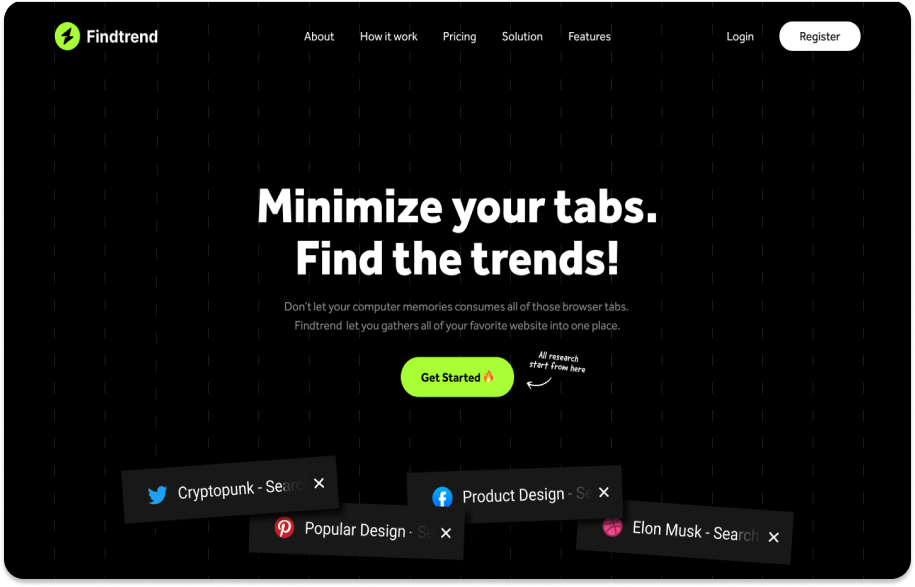 Findtrend
About
How it work
Pricing
Solution
Features
Login
Register
Minimize your tabs.
Find the trends!
Don't let your computer memories consumes all of those browser tabs.
Findtrend let you gathers all of your favorite website into one place.
Get Started
All research
start from here
Cryptopunk - Search
Product Design - Se
Popular Design - Se
Elon Musk - Search